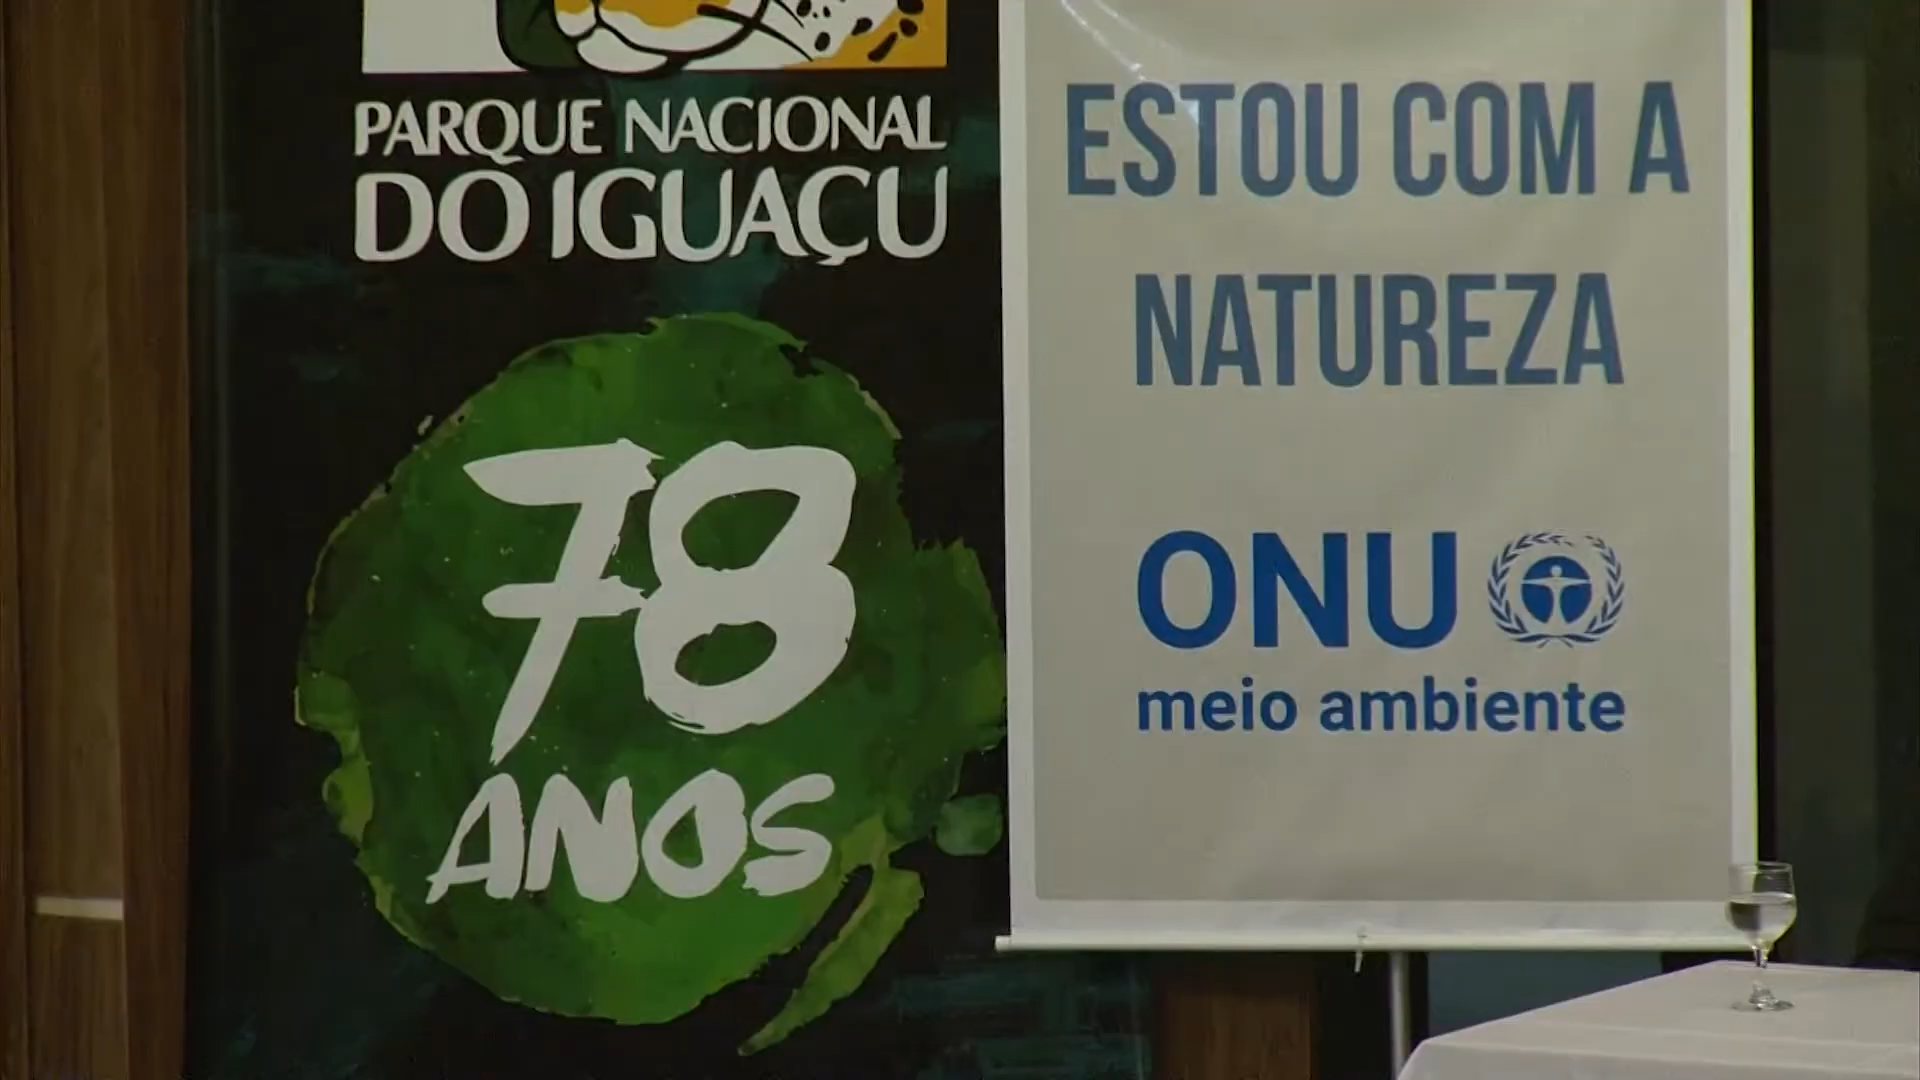 PARQUE NACIONAL
DO IGUAÇU
78
ANOS
ESTOU COM A
NATUREZA
ONU
meio ambiente